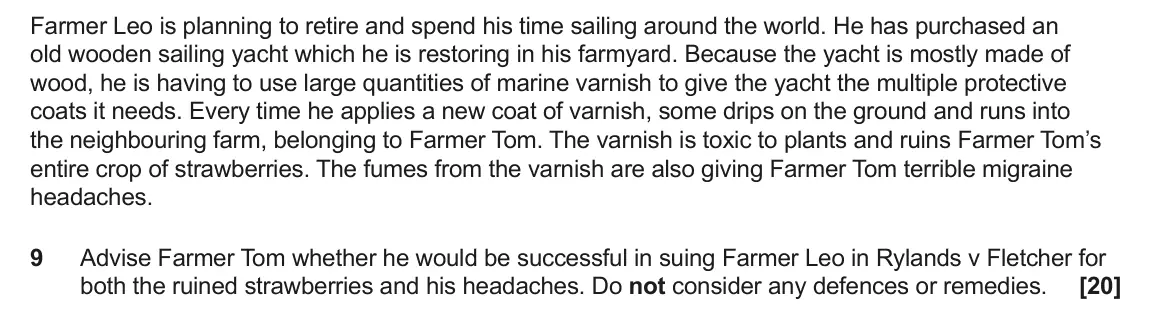 Farmer Leo is planning to retire and spend his time sailing around the world. He has purchased an
old wooden sailing yacht which he is restoring in his farmyard. Because the yacht is mostly made of
wood, he is having to use large quantities of marine varnish to give the yacht the multiple protective
coats it needs. Every time he applies a new coat of varnish, some drips on the ground and runs into
the neighbouring farm, belonging to Farmer Tom. The varnish is toxic to plants and ruins Farmer Tom’s
entire crop of strawberries. The fumes from the varnish are also giving Farmer Tom terrible migraine
headaches.
9 Advise Farmer Tom whether he would be successful in suing Farmer Leo in Rylands v Fletcher for
both the ruined strawberries and his headaches. Do not consider any defences or remedies. [20]